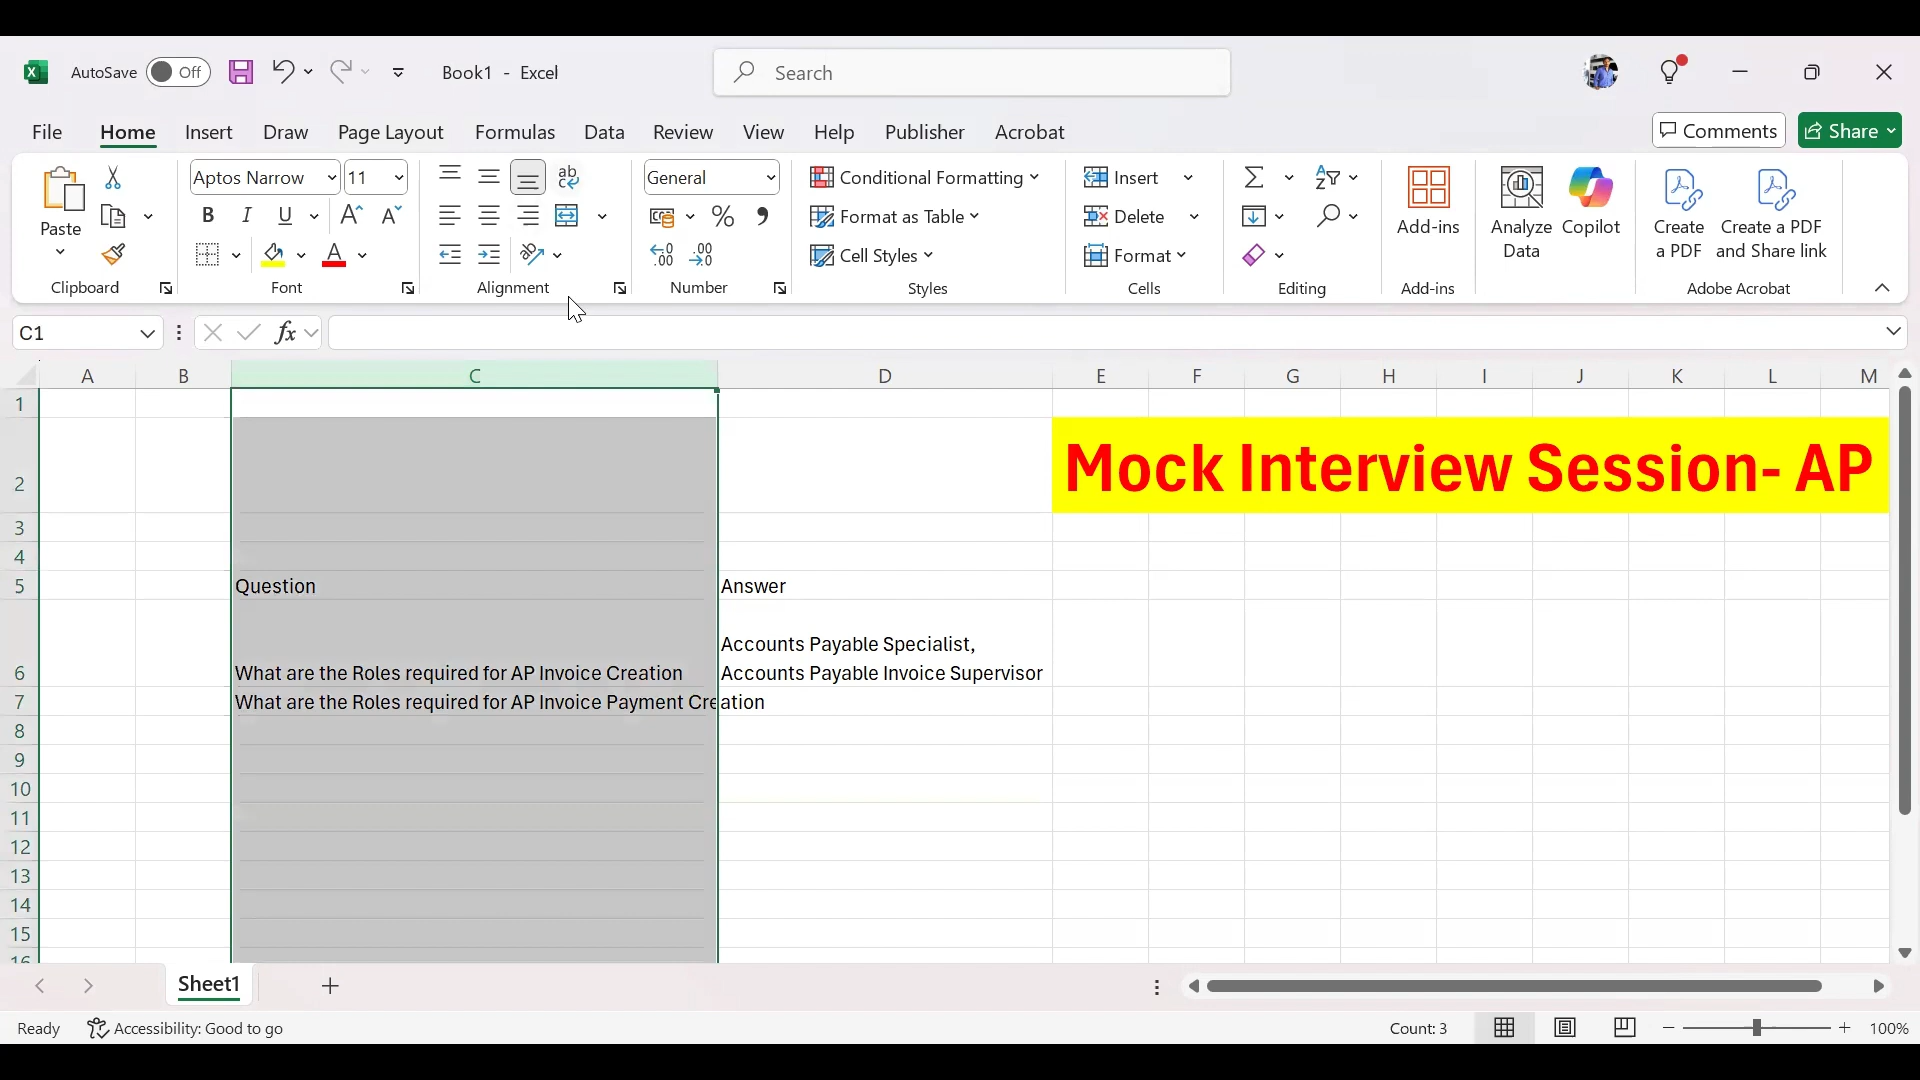 AutoSave Off Book1 - Excel Search
File Home Insert Draw Page Layout Formulas Data Review View Help Publisher Acrobat Comments Share
Paste
Clipboard
Aptos Narrow 11
B I U A A
A
Font
ab
c
Alignment
General
% ,
.00 .00
Number
Conditional Formatting
Format as Table
Cell Styles
Styles
Insert
Delete
Format
Cells
Editing
Add-ins
Add-ins
Analyze
Data
Copilot
Create
a PDF
Create a PDF
and Share link
Adobe Acrobat
C1 fx
A B C D E F G H I J K L M
1
2 Mock Interview Session- AP
3
4
5 Question Answer
Accounts Payable Specialist,
6 What are the Roles required for AP Invoice Creation Accounts Payable Invoice Supervisor
7 What are the Roles required for AP Invoice Payment Creation
8
9
10
11
12
13
14
15
16
Sheet1
Ready Accessibility: Good to go Count: 3 100%